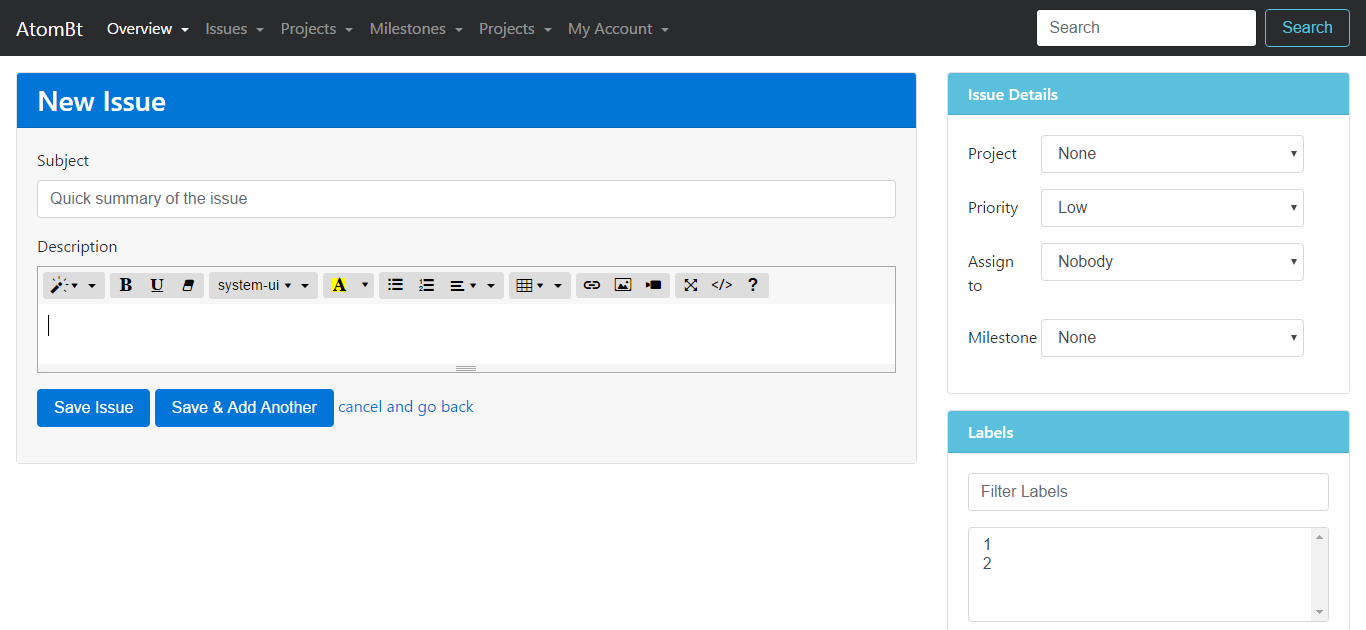 AtomBt Overview Issues Projects Milestones Projects My Account Search Search
New Issue
Subject
Quick summary of the issue
Description
B U system-ui A </> ?
Save Issue Save & Add Another cancel and go back
Issue Details
Project None
Priority Low
Assign Nobody
to
Milestone None
Labels
Filter Labels
1
2